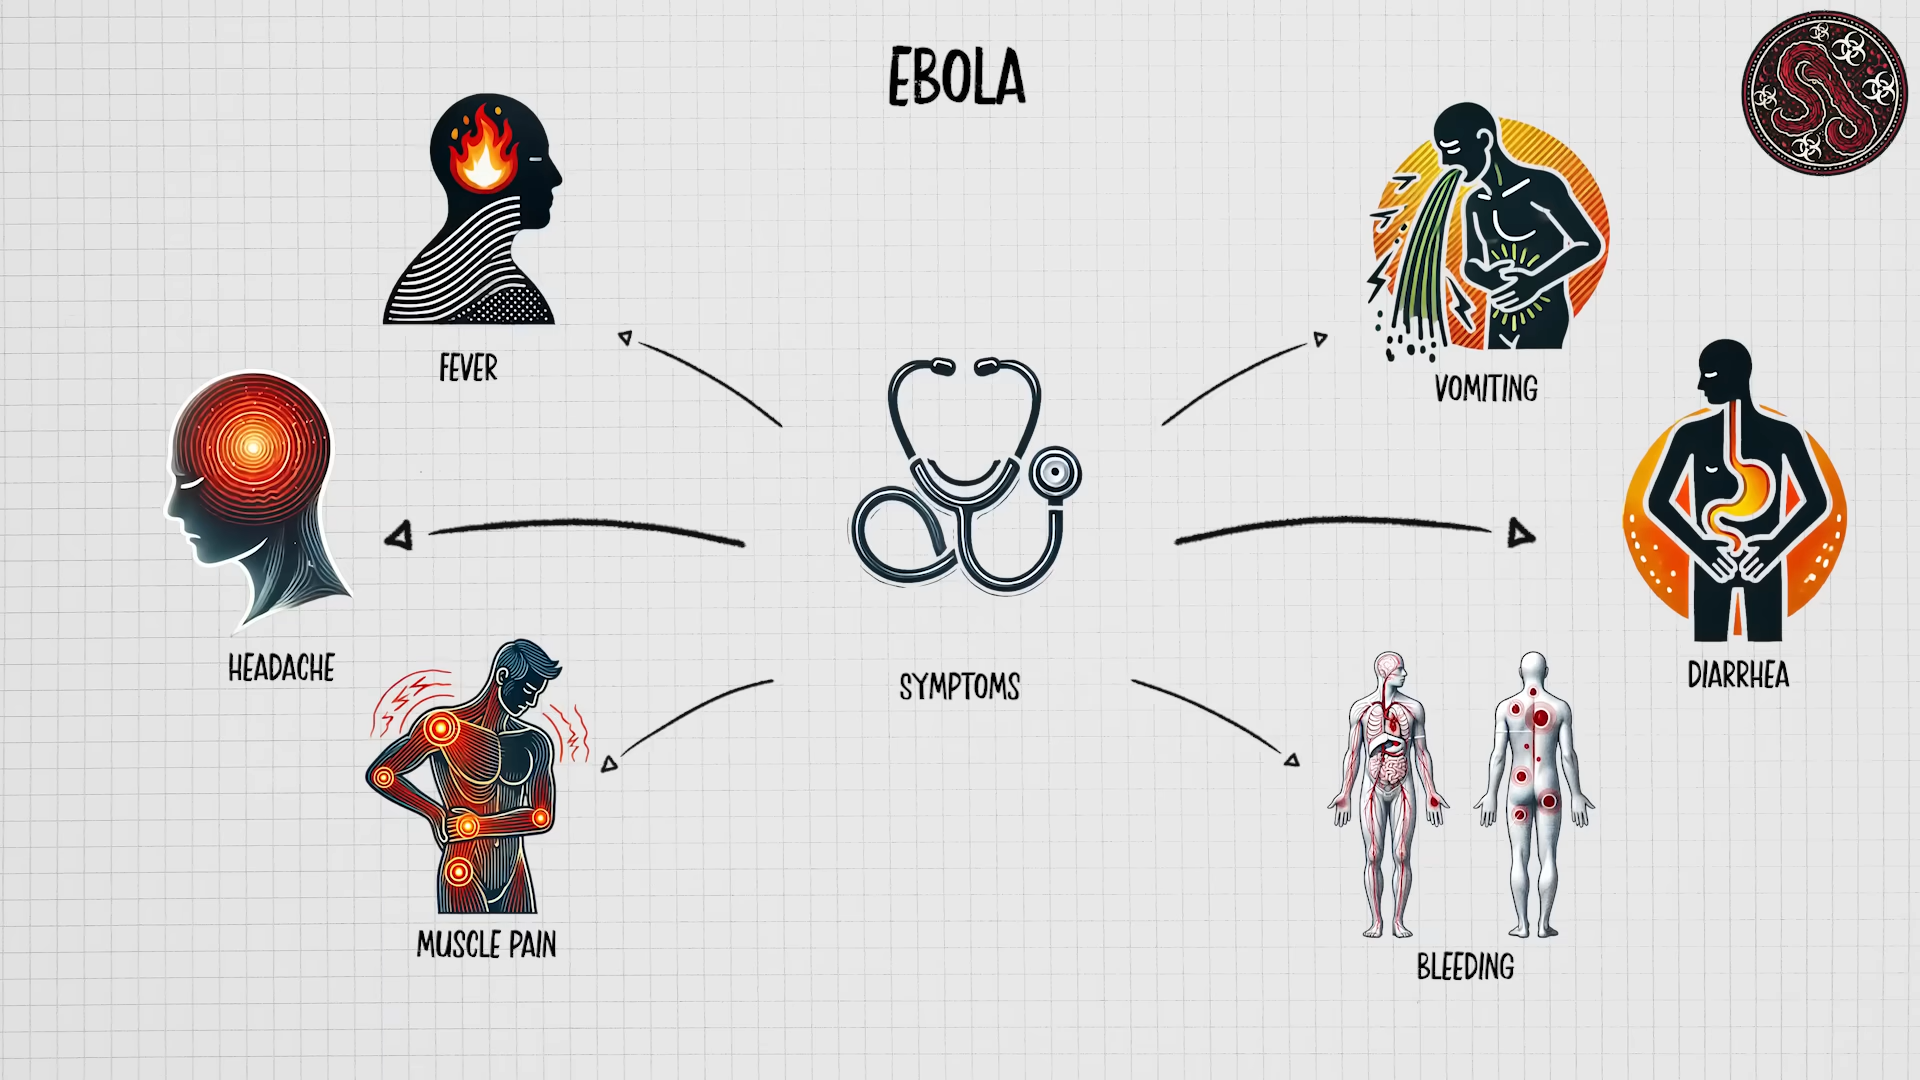 EBOLA
FEVER
VOMITING
HEADACHE
SYMPTOMS
DIARRHEA
MUSCLE PAIN
BLEEDING